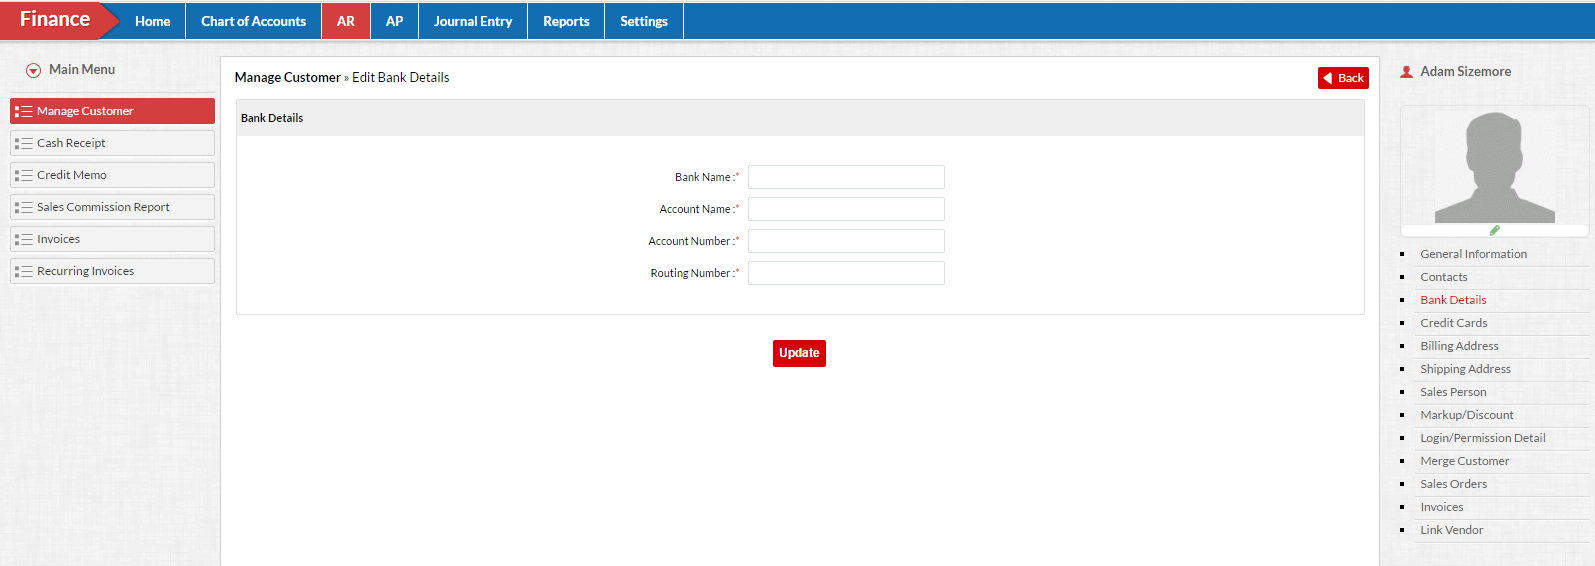 Finance
Home
Chart of Accounts
AR
AP
Journal Entry
Reports
Settings
Main Menu
Manage Customer
Cash Receipt
Credit Memo
Sales Commission Report
Invoices
Recurring Invoices
Manage Customer » Edit Bank Details
Back
Bank Details
Bank Name :*
Account Name :*
Account Number :*
Routing Number :*
Update
Adam Sizemore
General Information
Contacts
Bank Details
Credit Cards
Billing Address
Shipping Address
Sales Person
Markup/Discount
Login/Permission Detail
Merge Customer
Sales Orders
Invoices
Link Vendor